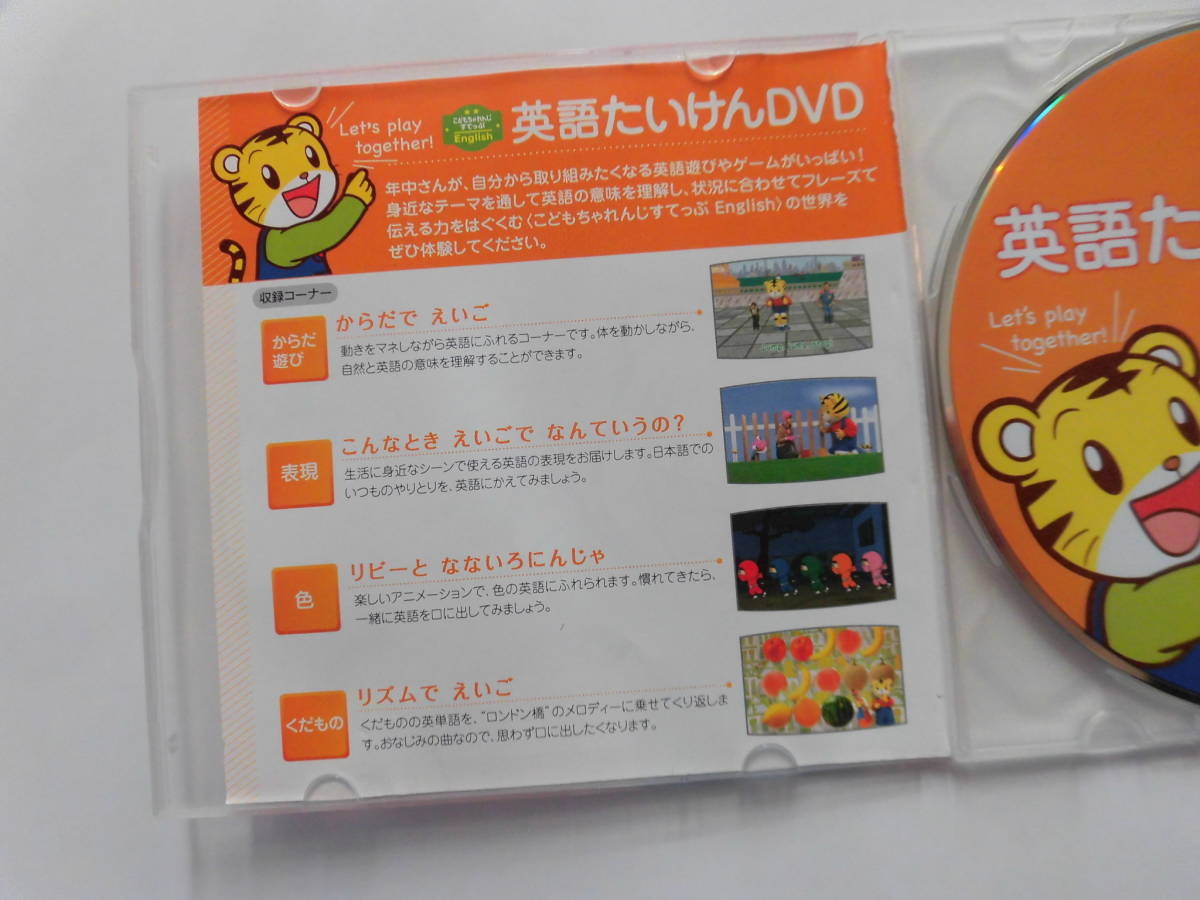 Let's play
together!
こどもちゃれんじ
すてっぷ
English
英語たいけんDVD
年中さんが、自分から取り組みたくなる英語遊びやゲームがいっぱい!
身近なテーマを通して英語の意味を理解し、状況に合わせてフレーズで
伝える力をはぐくむ〈こどもちゃれんじすてっぷ English〉の世界を
ぜひ体験してください。
収録コーナー
からだ
遊び
からだで えいご
動きをマネしながら英語にふれるコーナーです。体を動かしながら、
自然と英語の意味を理解することができます。
表現
こんなとき えいごで なんていうの?
生活に身近なシーンで使える英語の表現をお届けします。日本語での
いつものやりとりを、英語にかえてみましょう。
色
リビーと なないろにんじゃ
楽しいアニメーションで、色の英語にふれられます。慣れてきたら、
一緒に英語を口に出してみましょう。
くだもの
リズムで えいご
くだものの英単語を、"ロンドン橋"のメロディーに乗せてくり返しま
す。おなじみの曲なので、思わず口に出したくなります。
英語た
Let's play
together!